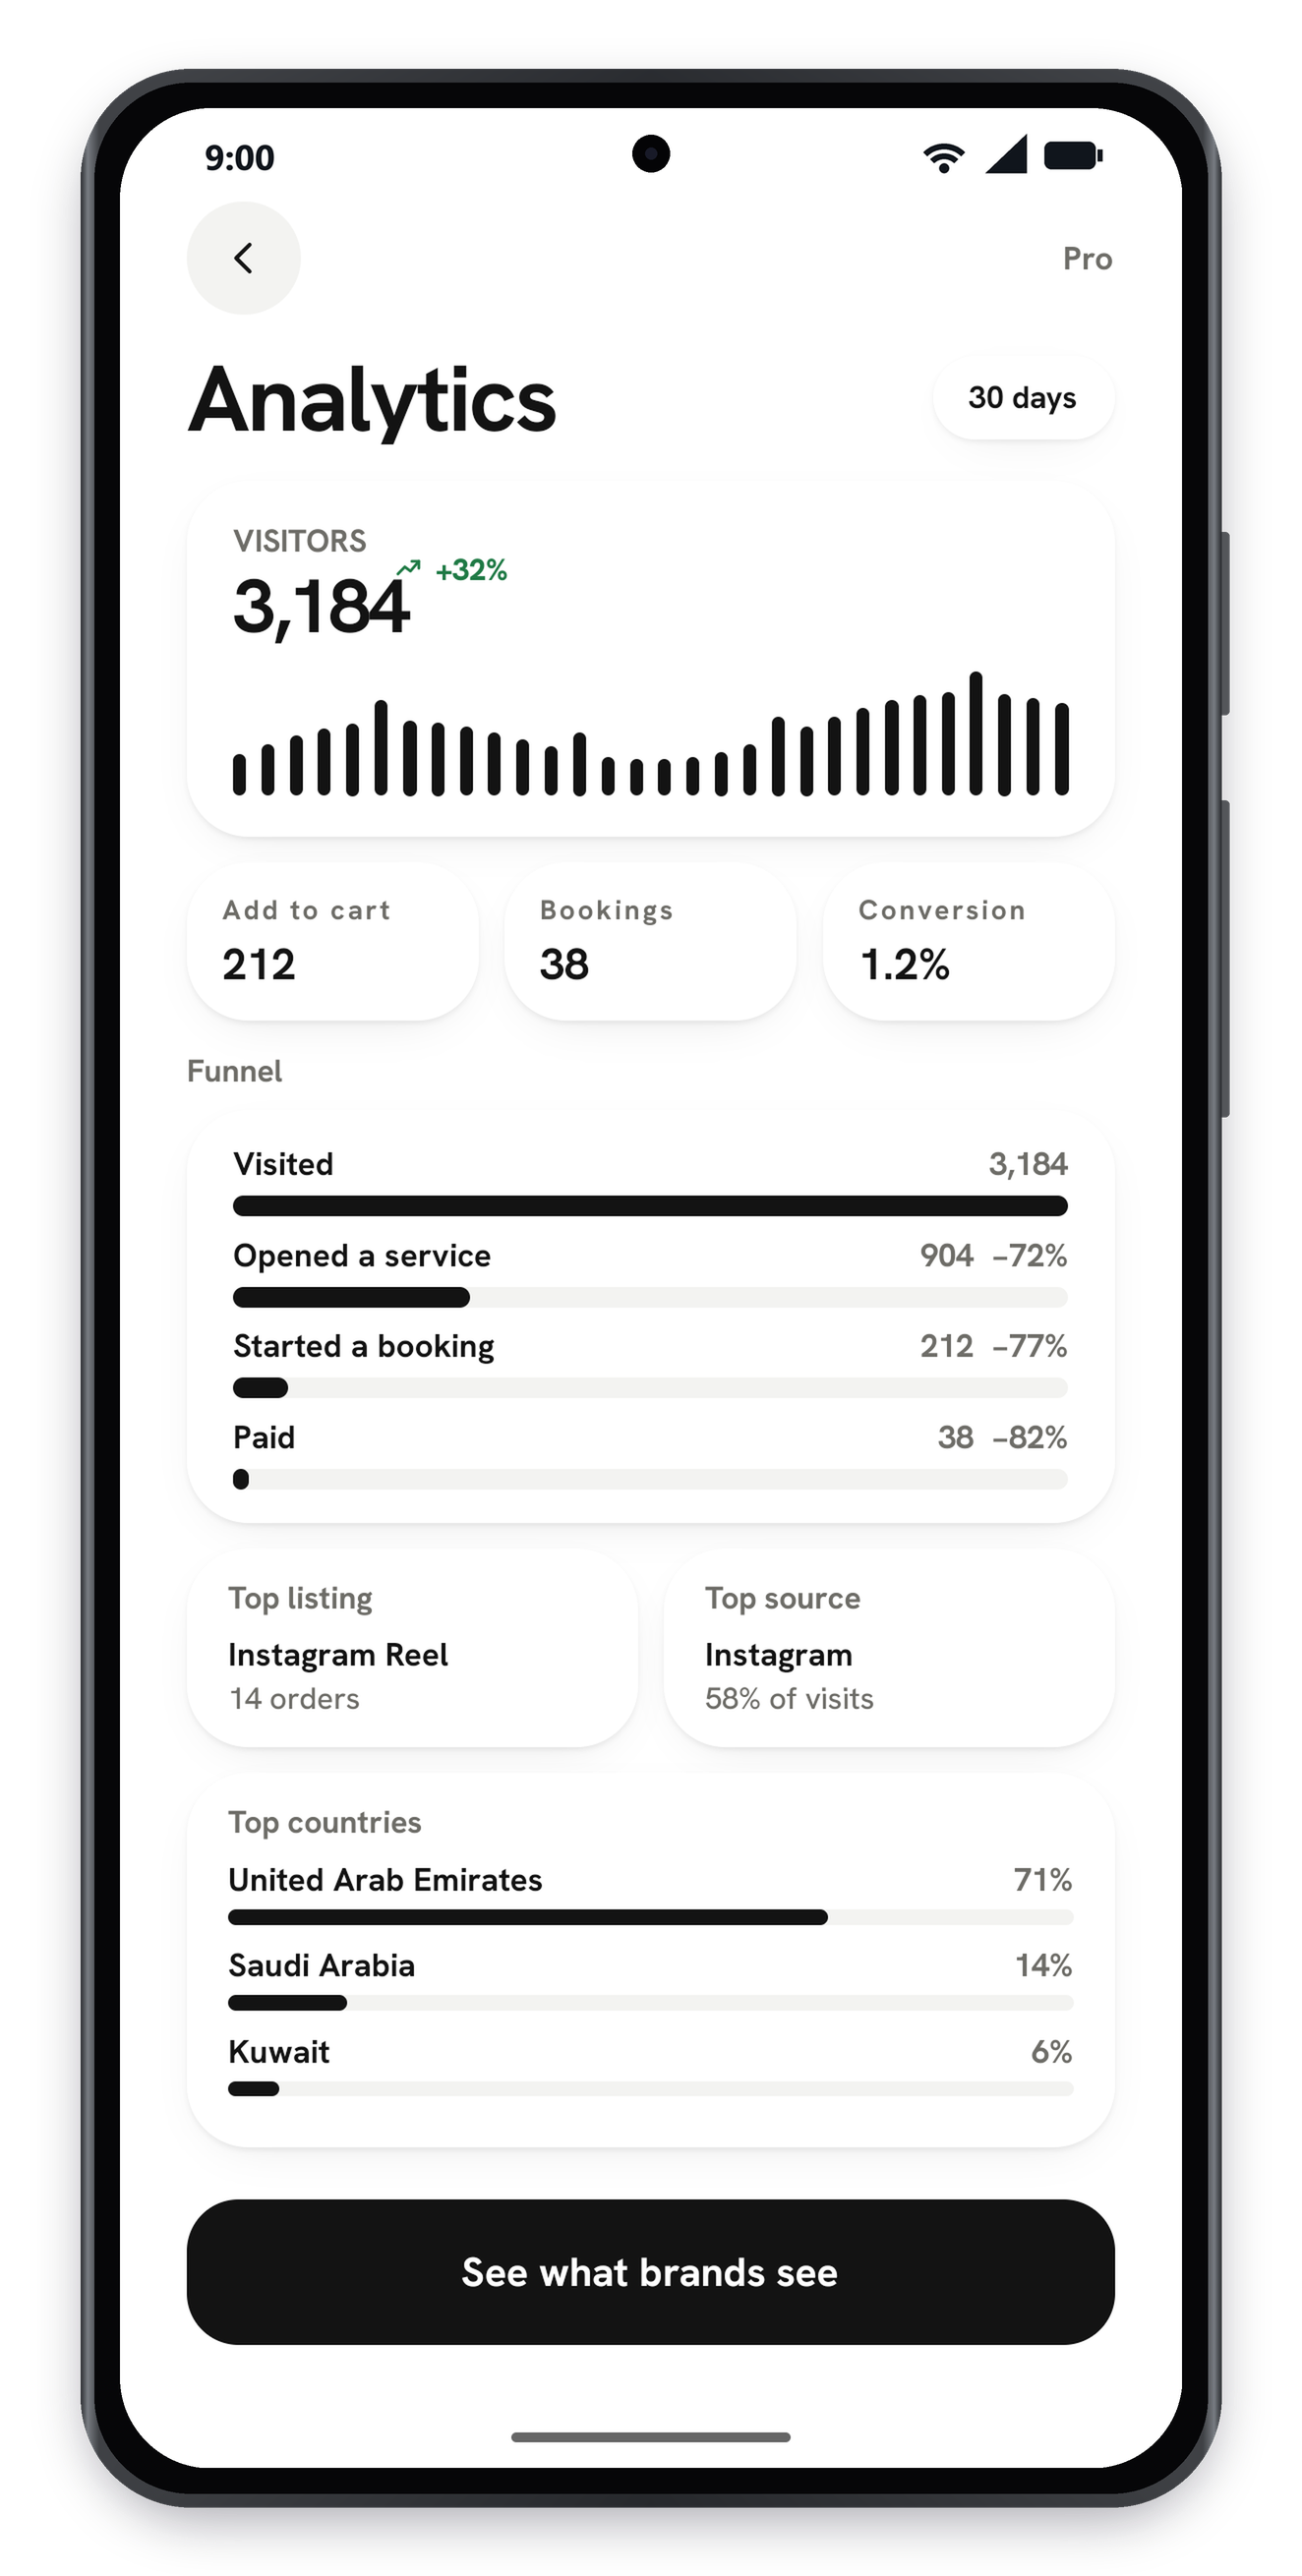 9:00
Pro
Analytics
30 days
VISITORS
+32%
3,184
Add to cart
212
Bookings
38
Conversion
1.2%
Funnel
Visited 3,184
Opened a service 904 –72%
Started a booking 212 –77%
Paid 38 –82%
Top listing
Instagram Reel
14 orders
Top source
Instagram
58% of visits
Top countries
United Arab Emirates 71%
Saudi Arabia 14%
Kuwait 6%
See what brands see